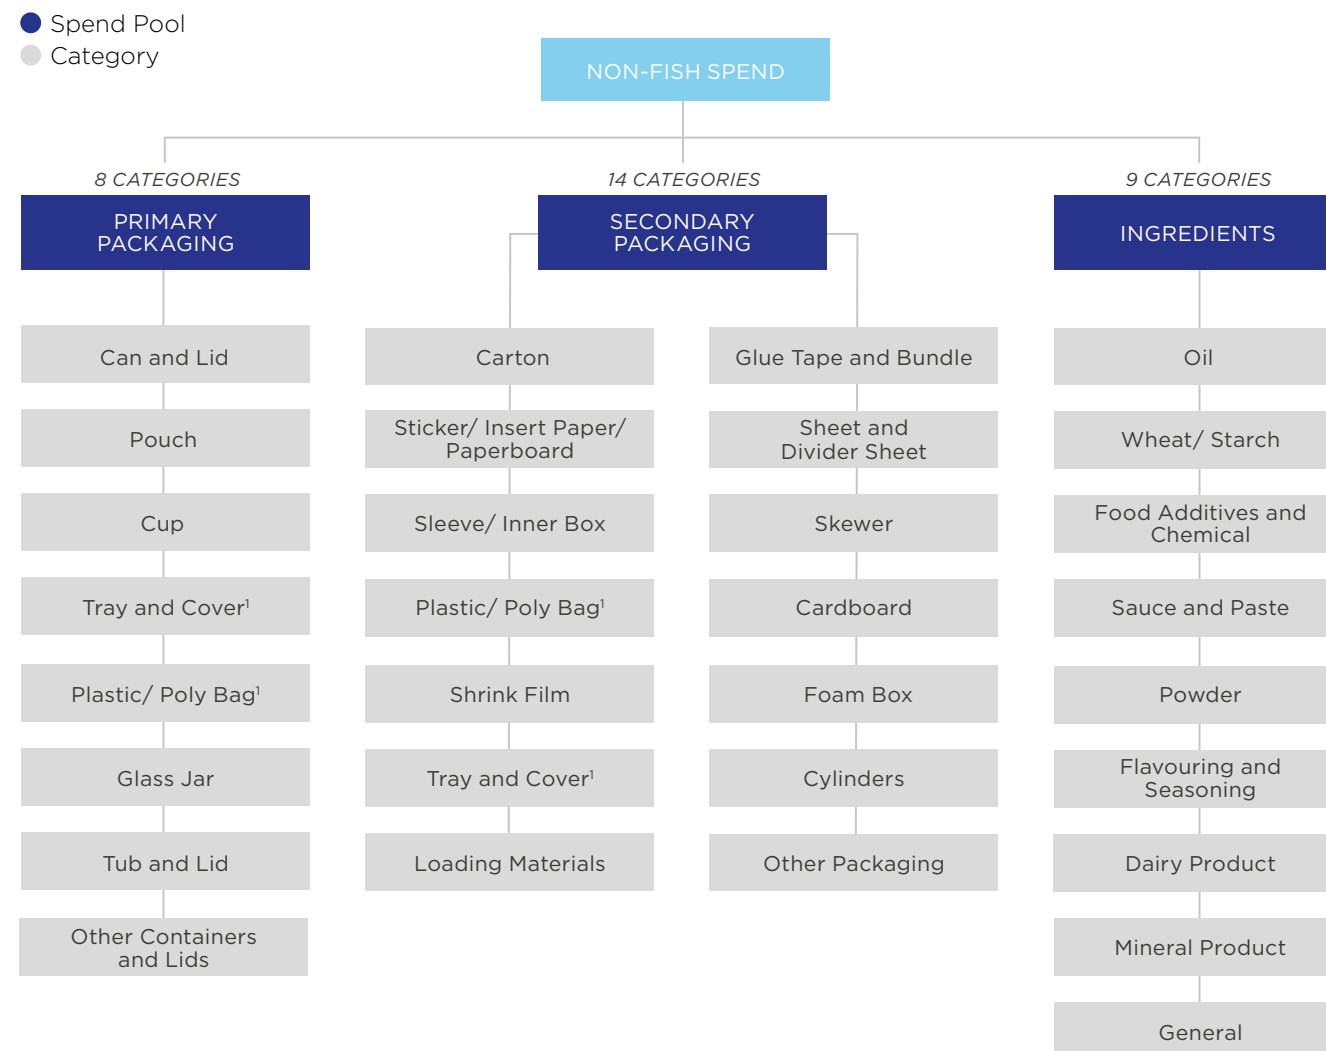 Spend Pool
Category
NON-FISH SPEND
8 CATEGORIES
PRIMARY
PACKAGING
Can and Lid
Pouch
Cup
Tray and Cover¹
Plastic/ Poly Bag¹
Glass Jar
Tub and Lid
Other Containers
and Lids
14 CATEGORIES
SECONDARY
PACKAGING
Carton
Sticker/ Insert Paper/
Paperboard
Sleeve/ Inner Box
Plastic/ Poly Bag¹
Shrink Film
Tray and Cover¹
Loading Materials
Glue Tape and Bundle
Sheet and
Divider Sheet
Skewer
Cardboard
Foam Box
Cylinders
Other Packaging
9 CATEGORIES
INGREDIENTS
Oil
Wheat/ Starch
Food Additives and
Chemical
Sauce and Paste
Powder
Flavouring and
Seasoning
Dairy Product
Mineral Product
General